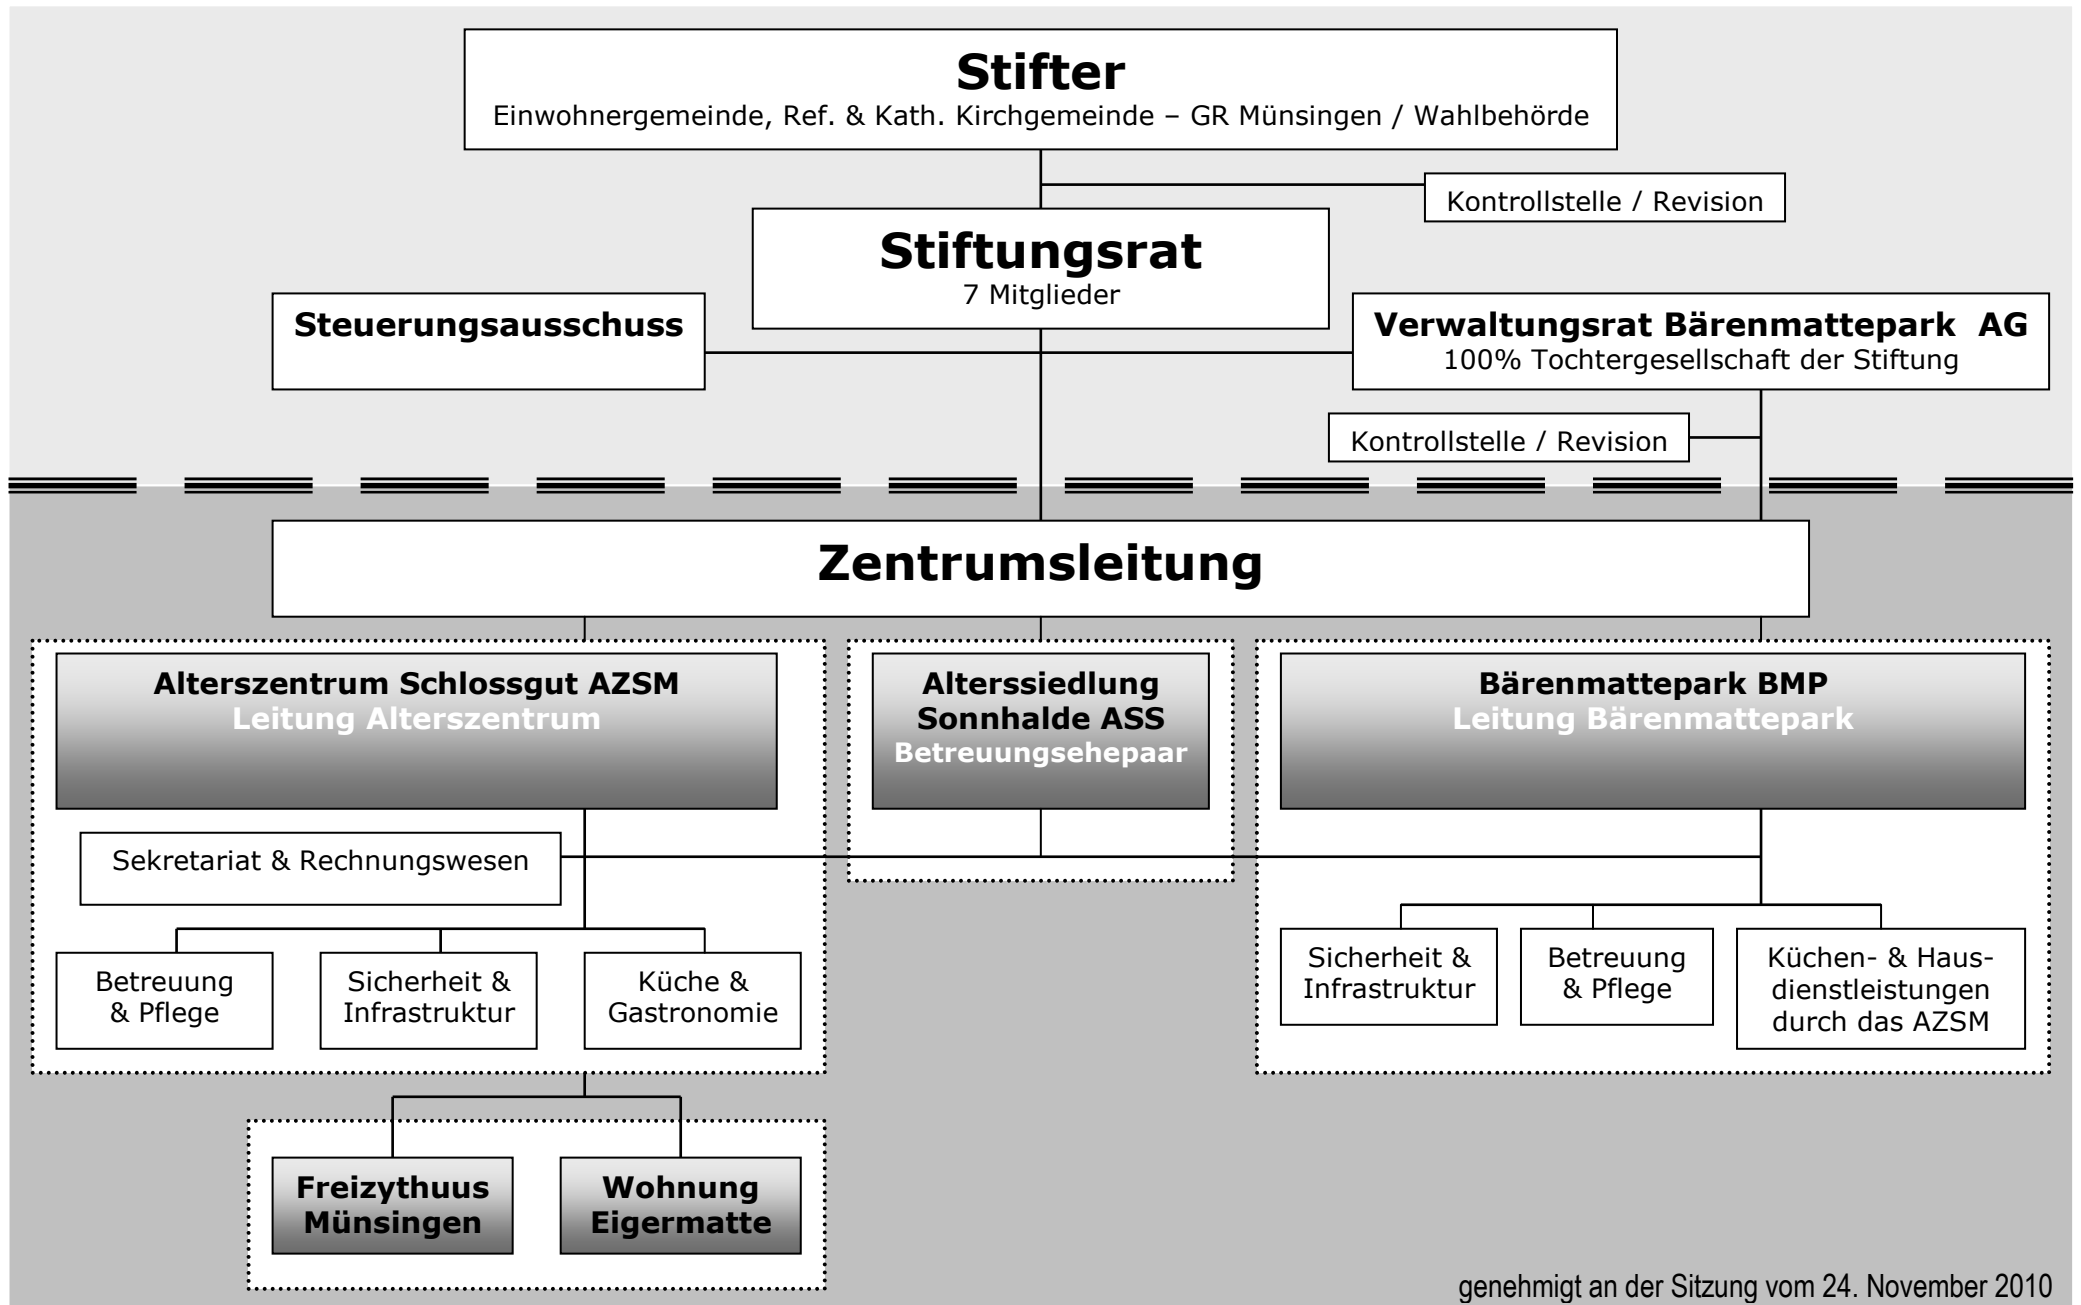 Stifter
Einwohnergemeinde, Ref. & Kath. Kirchgemeinde – GR Münsingen / Wahlbehörde
Kontrollstelle / Revision
Stiftungsrat
7 Mitglieder
Steuerungsausschuss
Verwaltungsrat Bärenmattepark AG
100% Tochtergesellschaft der Stiftung
Kontrollstelle / Revision
Zentrumsleitung
Alterszentrum Schlossgut AZSM
Leitung Alterszentrum
Alterssiedlung
Sonnhalde ASS
Betreuungsehepaar
Bärenmattepark BMP
Leitung Bärenmattepark
Sekretariat & Rechnungswesen
Betreuung
& Pflege
Sicherheit &
Infrastruktur
Küche &
Gastronomie
Sicherheit &
Infrastruktur
Betreuung
& Pflege
Küchen- & Haus-
dienstleistungen
durch das AZSM
Freizythuus
Münsingen
Wohnung
Eigermatte
genehmigt an der Sitzung vom 24. November 2010